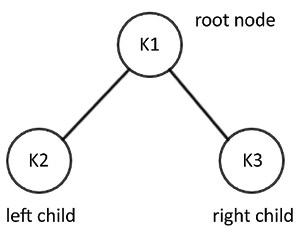 root node
K1
K2
K3
left child
right child